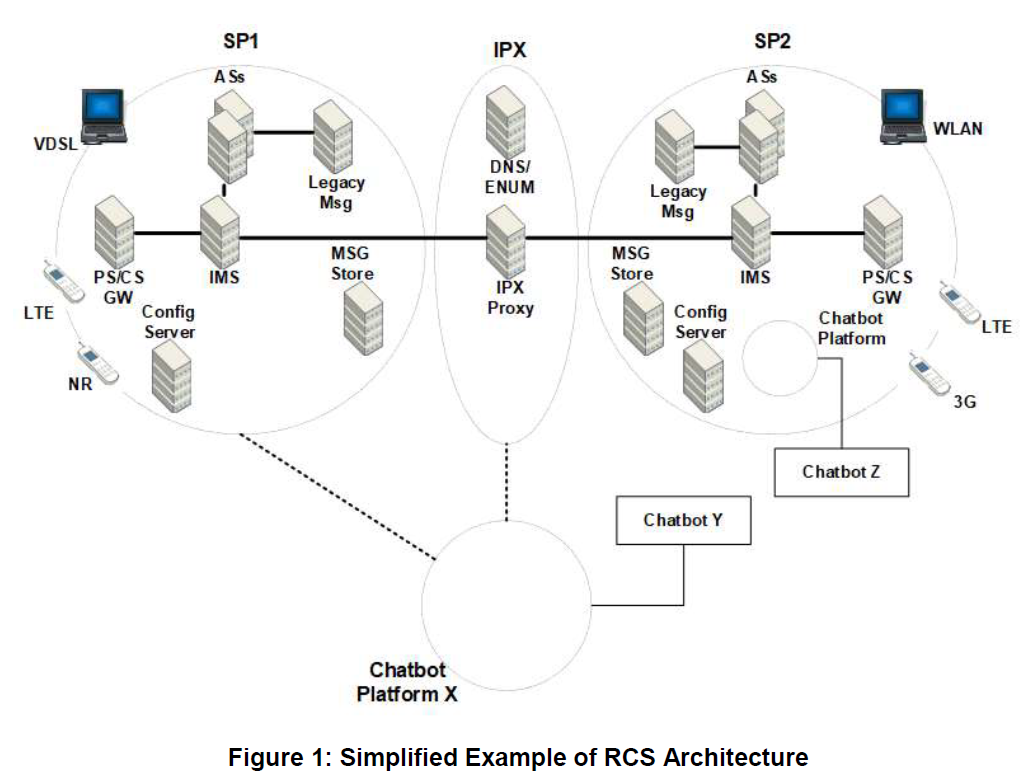 SP1
IPX
SP2
ASs
ASs
VDSL
WLAN
Legacy
Msg
DNS/
ENUM
Legacy
Msg
PS/CS
GW
IMS
MSG
Store
IPX
Proxy
MSG
Store
IMS
PS/CS
GW
LTE
Config
Server
Config
Server
Chatbot
Platform
LTE
NR
3G
Chatbot Z
Chatbot Y
Chatbot
Platform X
Figure 1: Simplified Example of RCS Architecture